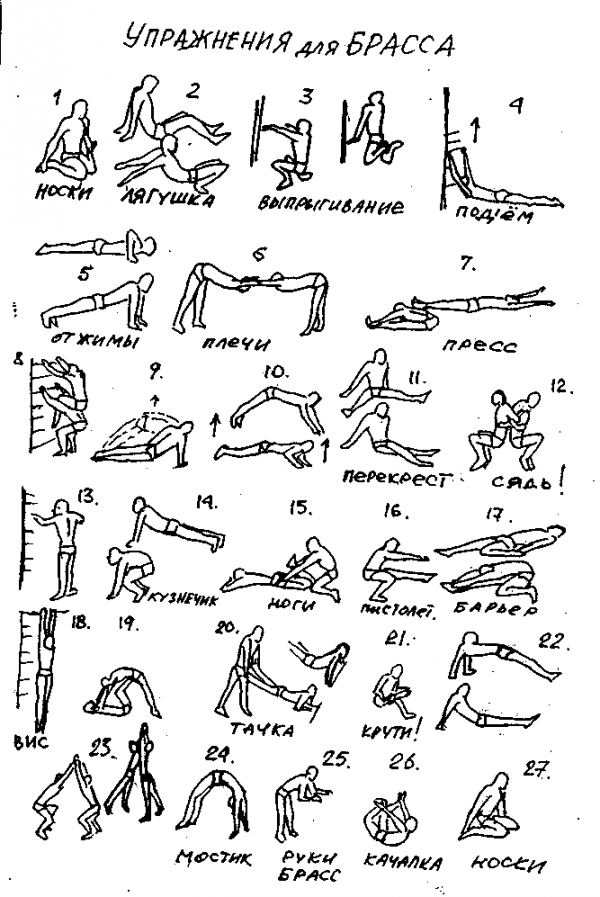 Упражнения для Брасса
1
2
3
4
НОСКИ
ЛЯГУШКА
ВЫПРЫГИВАНИЕ
ПОДЪЁМ
5
6
7.
ОТЖИМЫ
ПЛЕЧИ
ПРЕСС
8
9.
10.
11.
12.
ПЕРЕКРЕСТ
СЯДЬ!
13.
14.
15.
16.
17.
КУЗНЕЧИК
НОГИ
ПИСТОЛЕТ.
БАРЬЕР
18.
19.
20.
21.
22.
ВИС
ТАЧКА
КРУТИ!
23.
24.
25.
26.
27.
МОСТИК
РУКИ
БРАСС
КАЧАЛКА
НОСКИ